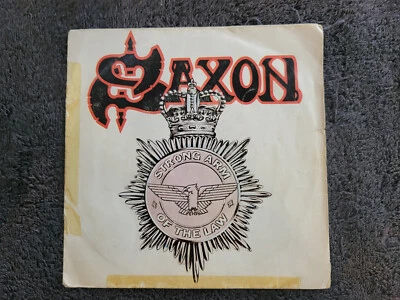 SAXON
STRONG ARM
OF THE LAW